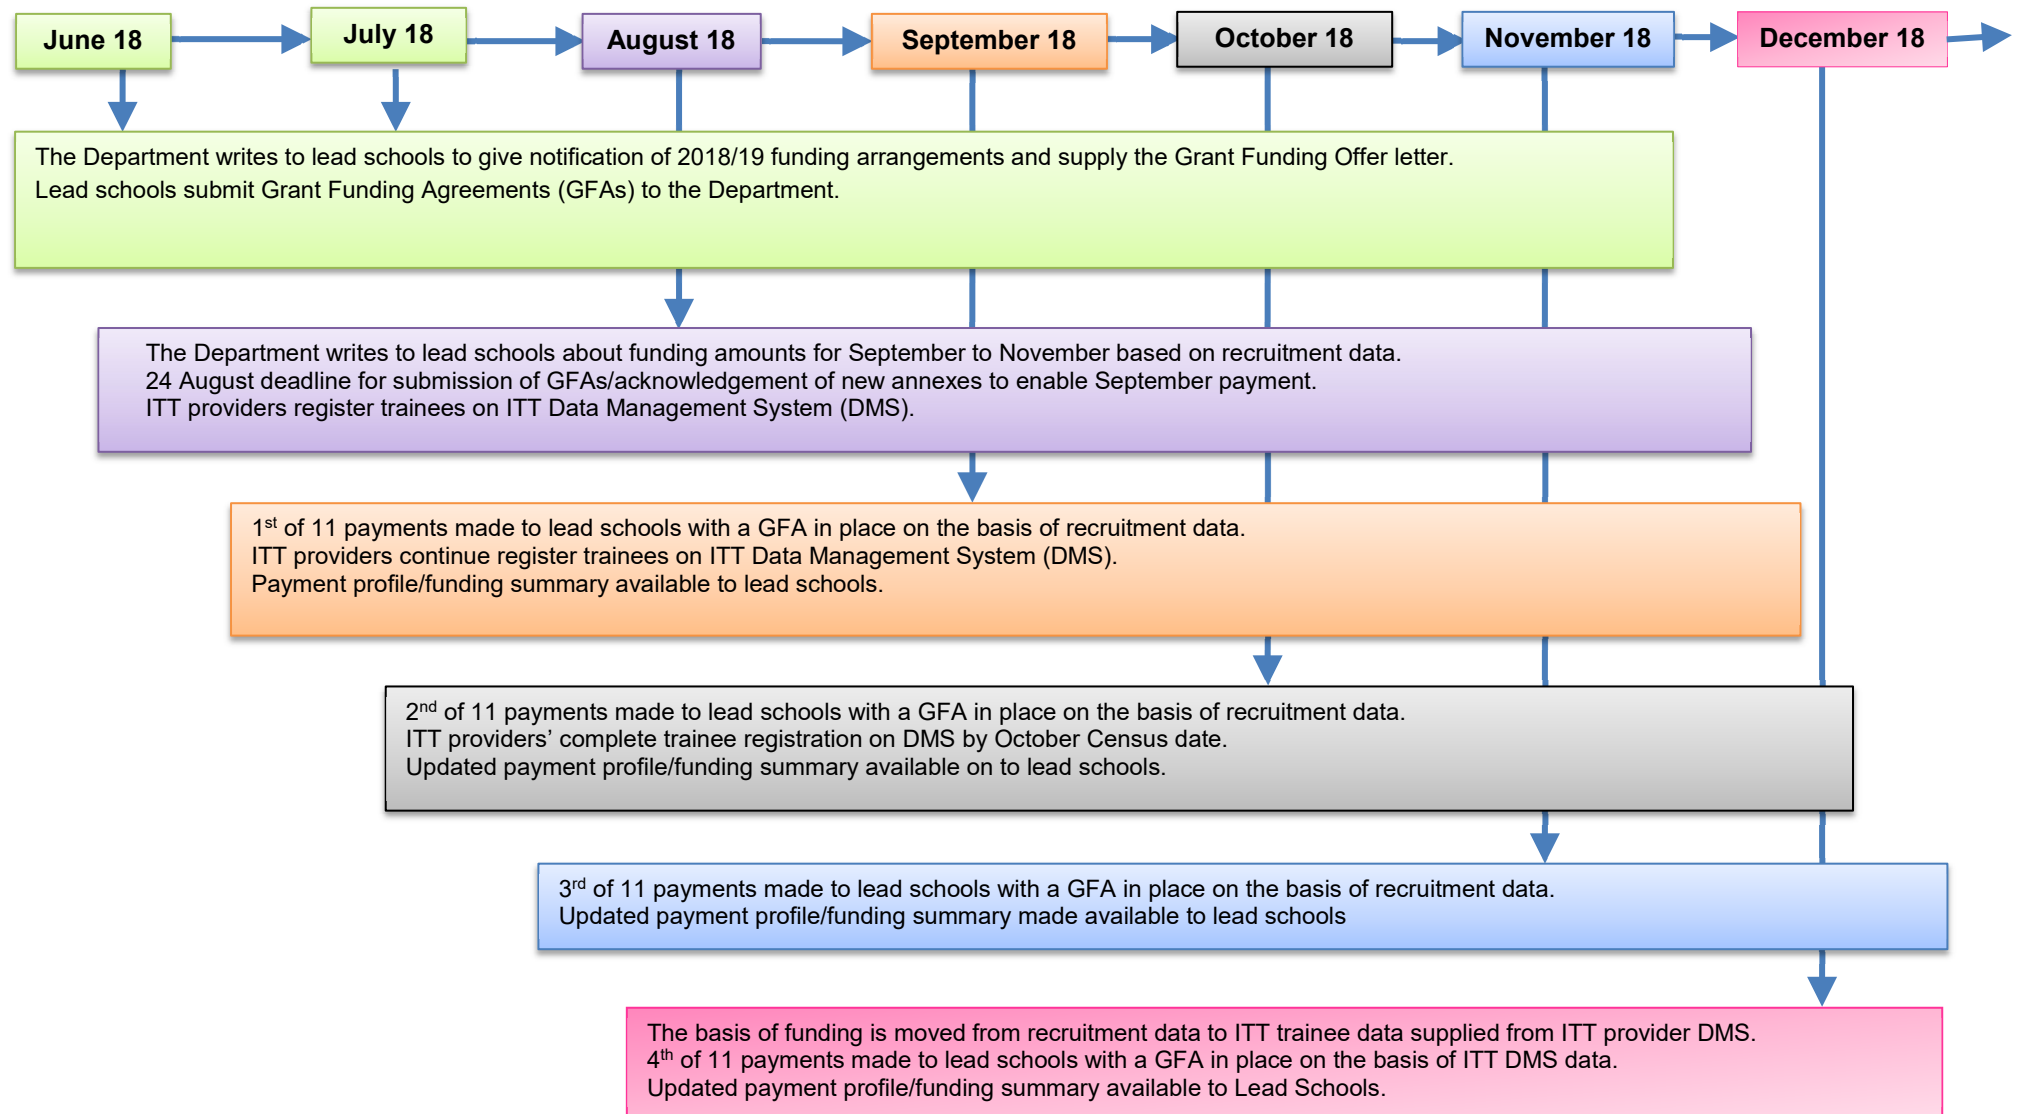 June 18
July 18
August 18
September 18
October 18
November 18
December 18
The Department writes to lead schools to give notification of 2018/19 funding arrangements and supply the Grant Funding Offer letter.
Lead schools submit Grant Funding Agreements (GFAs) to the Department.
The Department writes to lead schools about funding amounts for September to November based on recruitment data.
24 August deadline for submission of GFAs/acknowledgement of new annexes to enable September payment.
ITT providers register trainees on ITT Data Management System (DMS).
1st of 11 payments made to lead schools with a GFA in place on the basis of recruitment data.
ITT providers continue register trainees on ITT Data Management System (DMS).
Payment profile/funding summary available to lead schools.
2nd of 11 payments made to lead schools with a GFA in place on the basis of recruitment data.
ITT providers’ complete trainee registration on DMS by October Census date.
Updated payment profile/funding summary available on to lead schools.
3rd of 11 payments made to lead schools with a GFA in place on the basis of recruitment data.
Updated payment profile/funding summary made available to lead schools
The basis of funding is moved from recruitment data to ITT trainee data supplied from ITT provider DMS.
4th of 11 payments made to lead schools with a GFA in place on the basis of ITT DMS data.
Updated payment profile/funding summary available to Lead Schools.